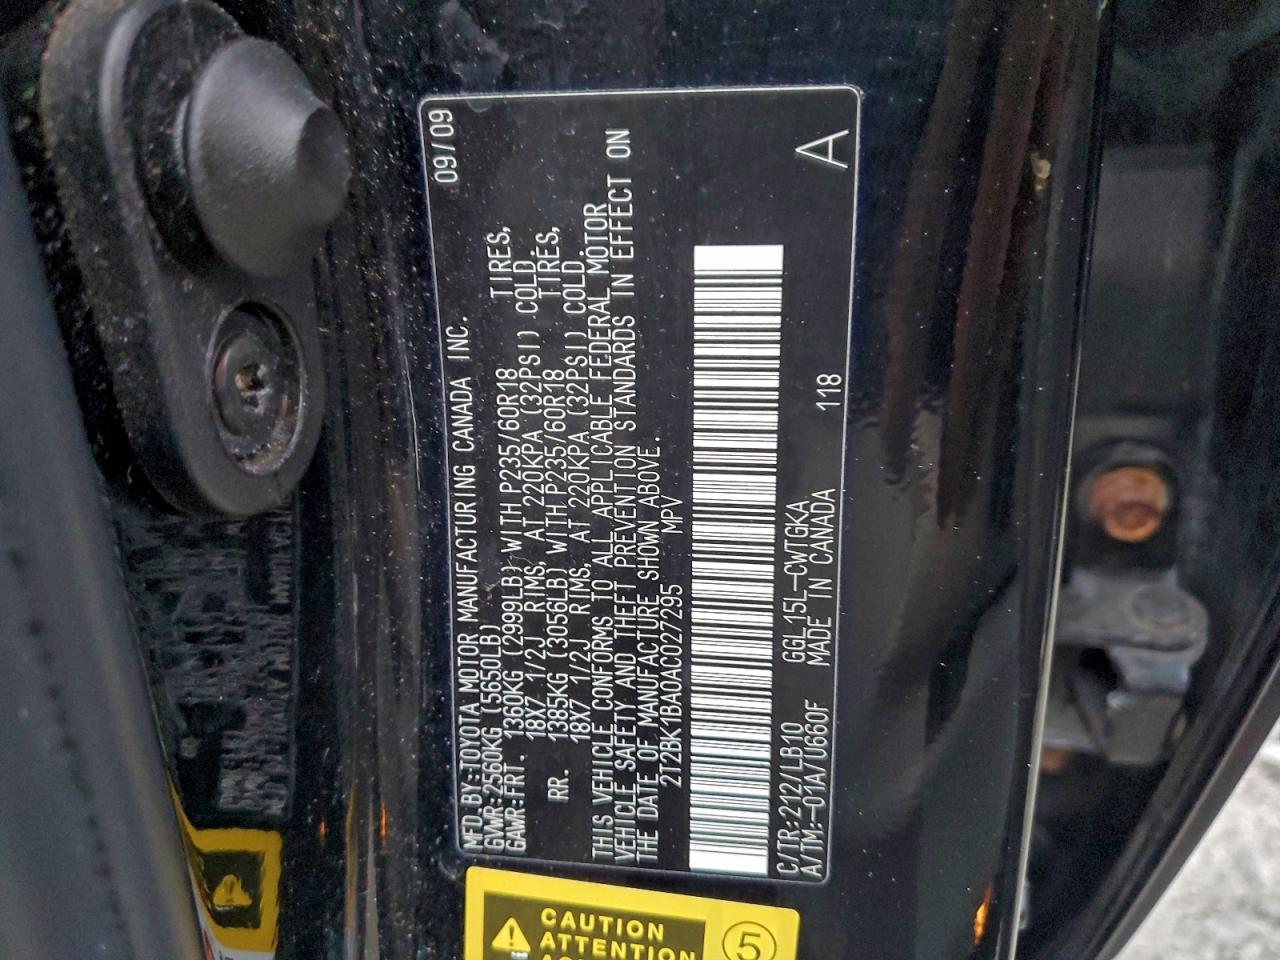 MFD.BY:TOYOTA MOTOR MANUFACTURING CANADA INC. 09/09
GVWR:2560KG (5650LB)
GAWR:FRT. 1360KG (2999LB) WITH P235/60R18 TIRES,
18X7 1/2J RIMS, AT 220KPA (32PSI) COLD.
RR. 1385KG (3056LB) WITH P235/60R18 TIRES,
18X7 1/2J RIMS, AT 220KPA (32PSI) COLD.
THIS VEHICLE CONFORMS TO ALL APPLICABLE FEDERAL MOTOR
VEHICLE SAFETY AND THEFT PREVENTION STANDARDS IN EFFECT ON
THE DATE OF MANUFACTURE SHOWN ABOVE.
2T2BK1BA0AC027295 MPV
C/TR:212/LB10 GGL15L-CWTGKA 118
A/TM:-01A/U660F MADE IN CANADA A
CAUTION
ATTENTION
5